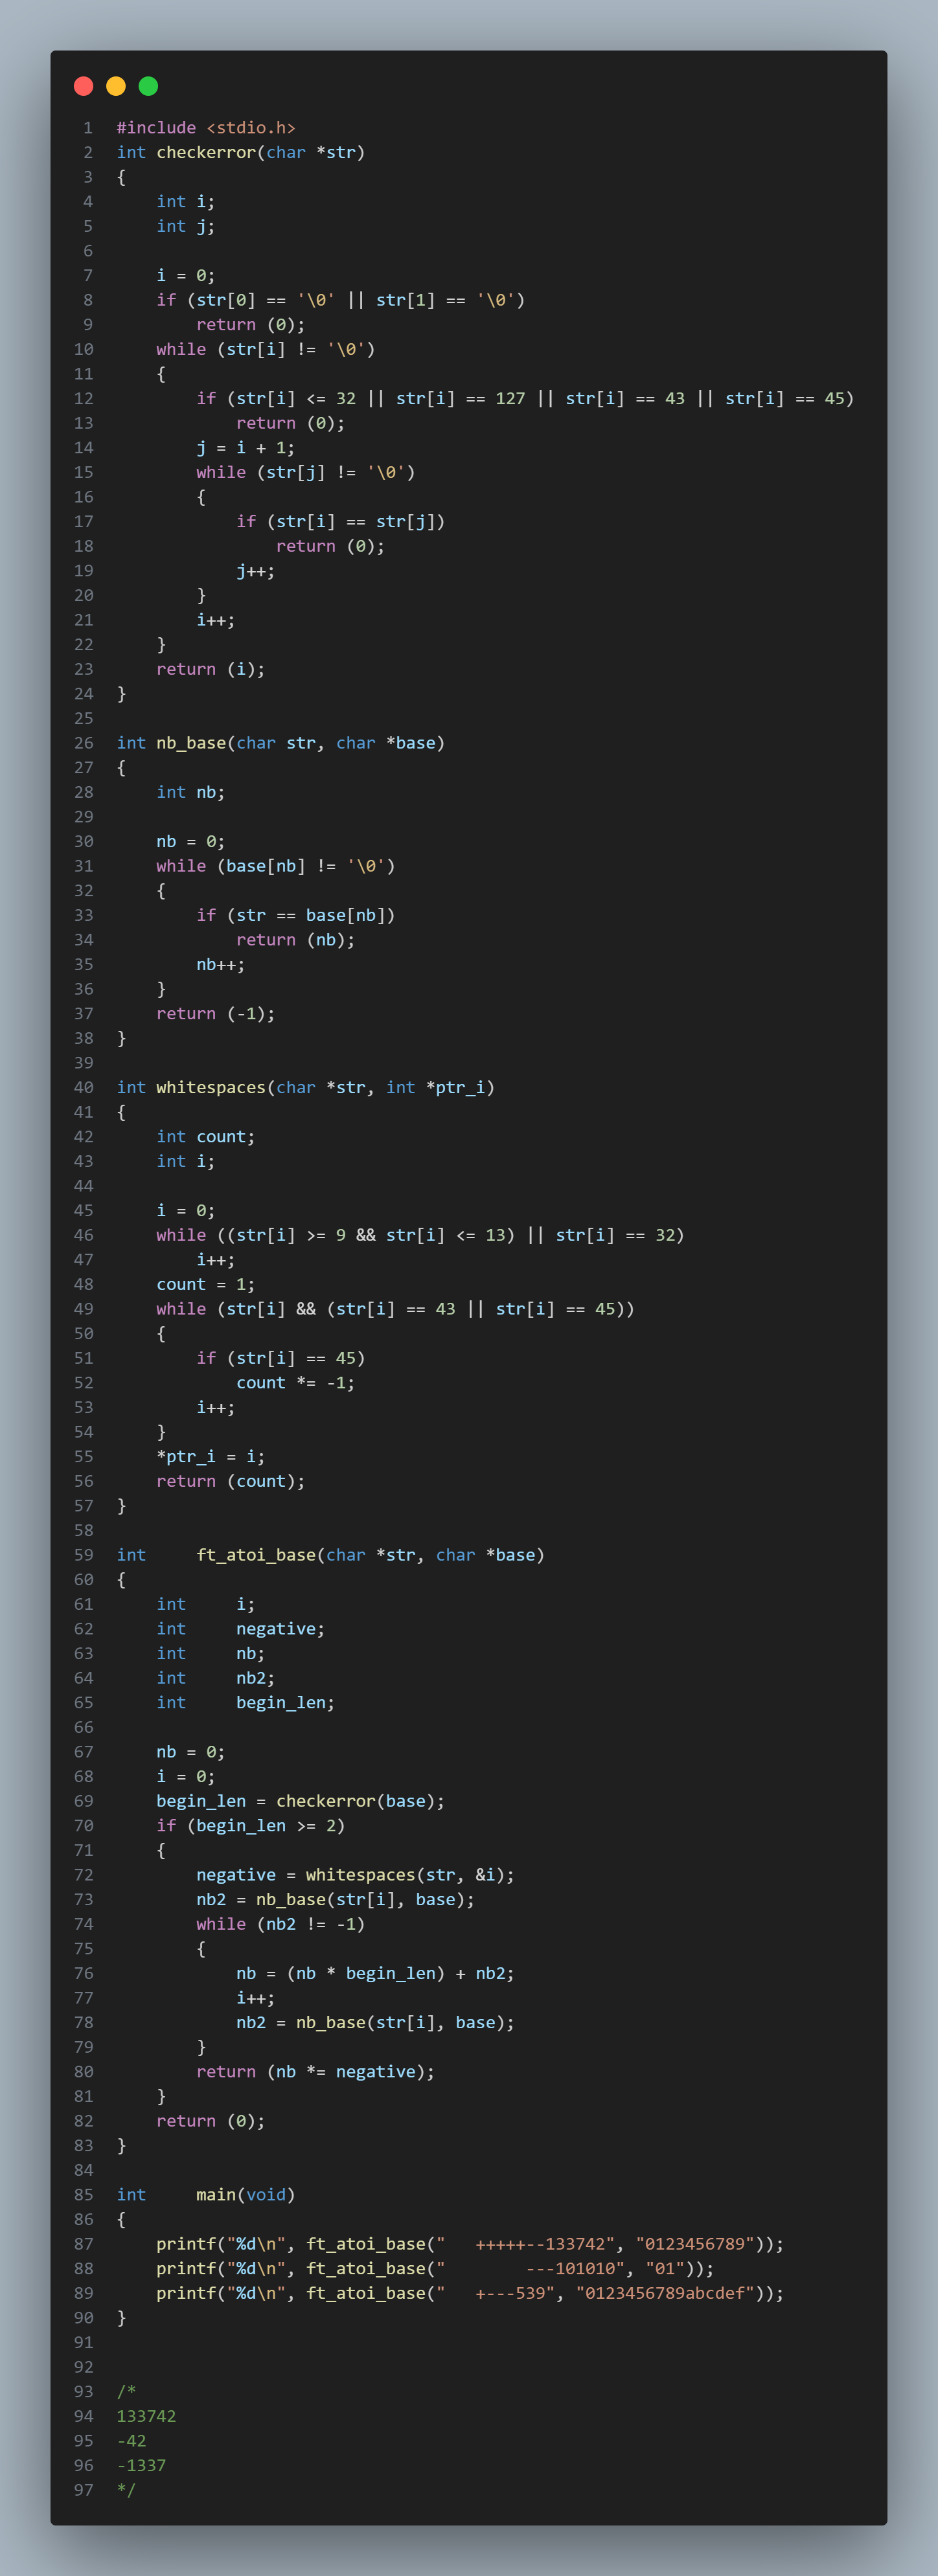 1 #include <stdio.h>
2 int checkerror(char *str)
3 {
4     int i;
5     int j;
6
7     i = 0;
8     if (str[0] == '\0' || str[1] == '\0')
9         return (0);
10     while (str[i] != '\0')
11     {
12         if (str[i] <= 32 || str[i] == 127 || str[i] == 43 || str[i] == 45)
13             return (0);
14         j = i + 1;
15         while (str[j] != '\0')
16         {
17             if (str[i] == str[j])
18                 return (0);
19             j++;
20         }
21         i++;
22     }
23     return (i);
24 }
25
26 int nb_base(char str, char *base)
27 {
28     int nb;
29
30     nb = 0;
31     while (base[nb] != '\0')
32     {
33         if (str == base[nb])
34             return (nb);
35         nb++;
36     }
37     return (-1);
38 }
39
40 int whitespaces(char *str, int *ptr_i)
41 {
42     int count;
43     int i;
44
45     i = 0;
46     while ((str[i] >= 9 && str[i] <= 13) || str[i] == 32)
47         i++;
48     count = 1;
49     while (str[i] && (str[i] == 43 || str[i] == 45))
50     {
51         if (str[i] == 45)
52             count *= -1;
53         i++;
54     }
55     *ptr_i = i;
56     return (count);
57 }
58
59 int     ft_atoi_base(char *str, char *base)
60 {
61     int     i;
62     int     negative;
63     int     nb;
64     int     nb2;
65     int     begin_len;
66
67     nb = 0;
68     i = 0;
69     begin_len = checkerror(base);
70     if (begin_len >= 2)
71     {
72         negative = whitespaces(str, &i);
73         nb2 = nb_base(str[i], base);
74         while (nb2 != -1)
75         {
76             nb = (nb * begin_len) + nb2;
77             i++;
78             nb2 = nb_base(str[i], base);
79         }
80         return (nb *= negative);
81     }
82     return (0);
83 }
84
85 int     main(void)
86 {
87     printf("%d\n", ft_atoi_base("   +++++--133742", "0123456789"));
88     printf("%d\n", ft_atoi_base("        ---101010", "01"));
89     printf("%d\n", ft_atoi_base("   +---539", "0123456789abcdef"));
90 }
91
92
93 /*
94 133742
95 -42
96 -1337
97 */